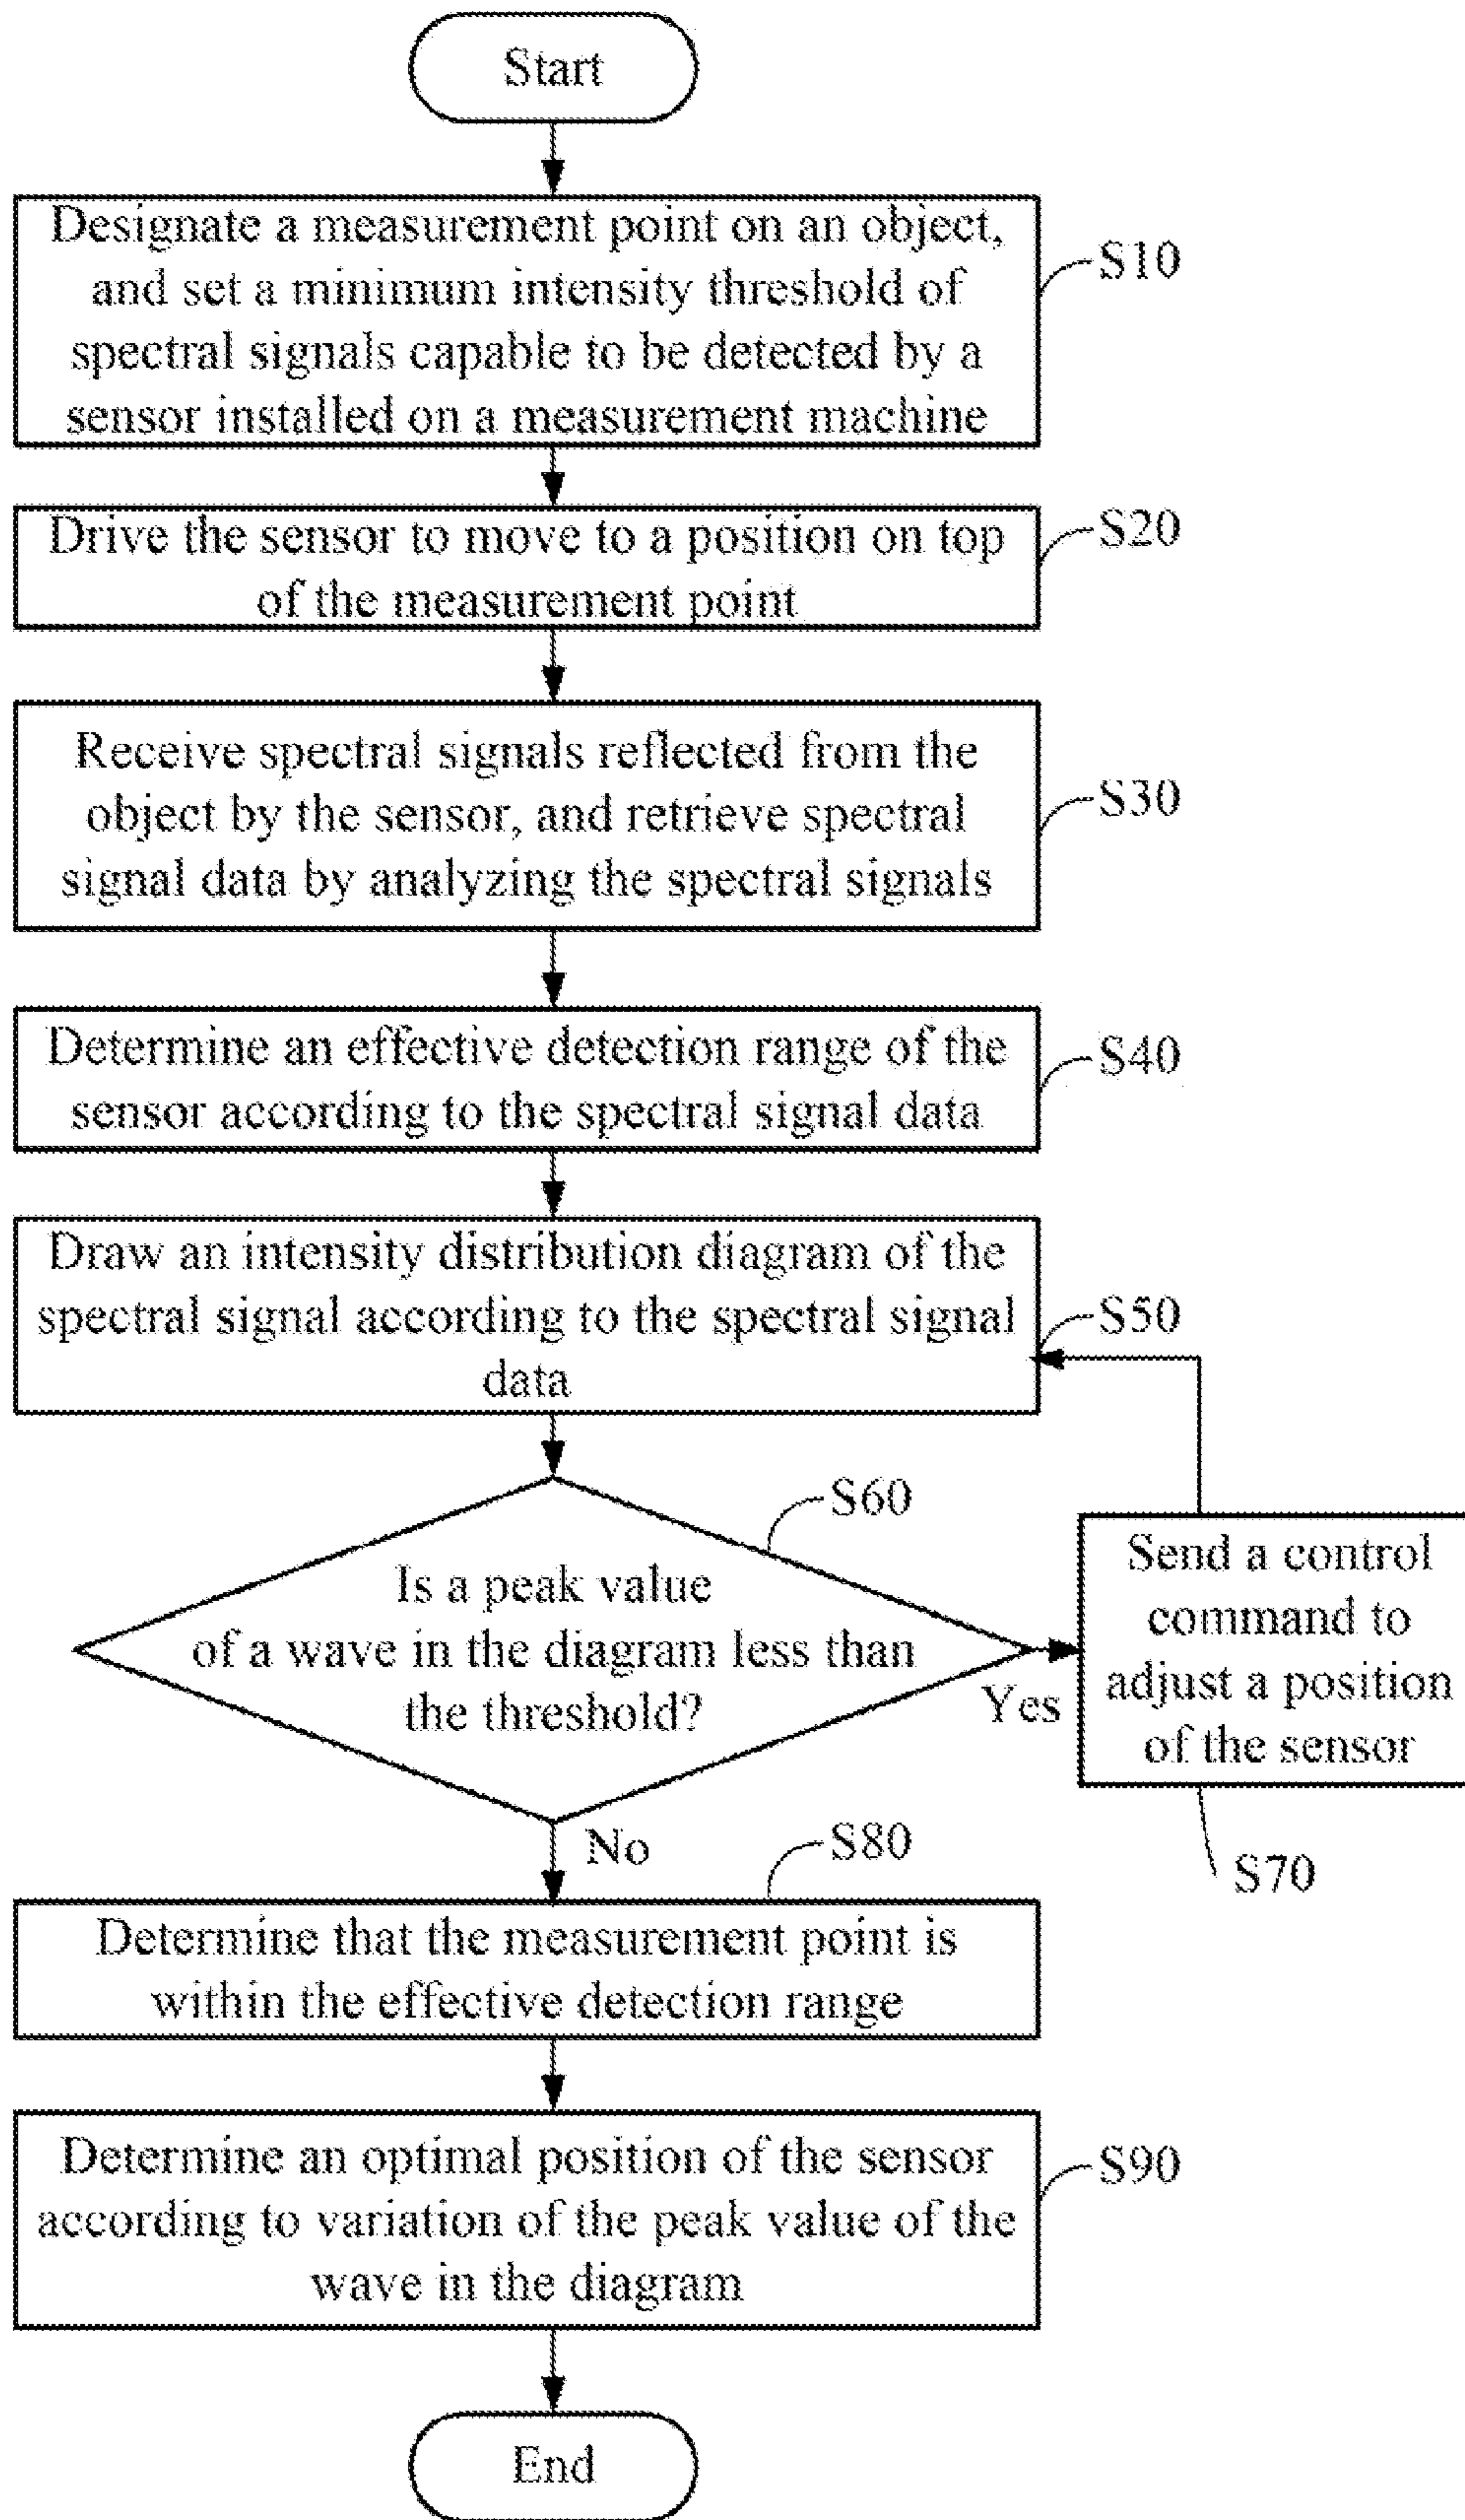 Start
Designate a measurement point on an object,
and set a minimum intensity threshold of
spectral signals capable to be detected by a
sensor installed on a measurement machine
S10
Drive the sensor to move to a position on top
of the measurement point
S20
Receive spectral signals reflected from the
object by the sensor, and retrieve spectral
signal data by analyzing the spectral signals
S30
Determine an effective detection range of the
sensor according to the spectral signal data
S40
Draw an intensity distribution diagram of the
spectral signal according to the spectral signal
data
S50
Is a peak value
of a wave in the diagram less than
the threshold?
S60
Yes
Send a control
command to
adjust a position
of the sensor
S70
No
S80
Determine that the measurement point is
within the effective detection range
Determine an optimal position of the sensor
according to variation of the peak value of the
wave in the diagram
S90
End